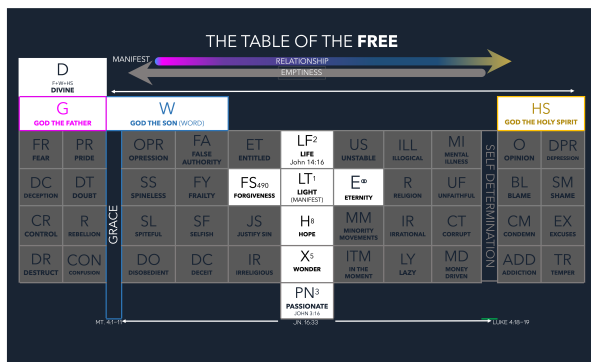 THE TABLE OF THE FREE
MANIFEST
RELATIONSHIP
EMPTINESS
D
F+W+HS
DIVINE
G
GOD THE FATHER
W
GOD THE SON (WORD)
HS
GOD THE HOLY SPIRIT
FR
FEAR
PR
PRIDE
OPR
OPRESSION
FA
FALSE
AUTHORITY
ET
ENTITLED
LF2
LIFE
John 14:16
US
UNSTABLE
ILL
ILLOGICAL
MI
MENTAL
ILLNESS
O
OPINION
DPR
DEPRESSION
DC
DECEPTION
DT
DOUBT
SS
SPINELESS
FY
FRAILTY
FS490
FORGIVENESS
LT1
LIGHT
(MANIFEST)
E∞
ETERNITY
R
RELIGION
UF
UNFAITHFUL
BL
BLAME
SM
SHAME
CR
CONTROL
R
REBELLION
SL
SPITEFUL
SF
SELFISH
JS
JUSTIFY SIN
H8
HOPE
MM
MINORITY
MOVEMENTS
IR
IRRATIONAL
CT
CORRUPT
CM
CONDEMN
EX
EXCUSES
DR
DESTRUCT
CON
CONFUSION
DO
DISOBEDIENT
DC
DECEIT
IR
IRRELIGIOUS
X5
WONDER
ITM
IN THE
MOMENT
LY
LAZY
MD
MONEY
DRIVEN
ADD
ADDICTION
TR
TEMPER
GRACE
SELF DETERMINATION
PN3
PASSIONATE
JOHN 3:16
MT. 4:1–11
JN. 16:33
LUKE 4:18–19